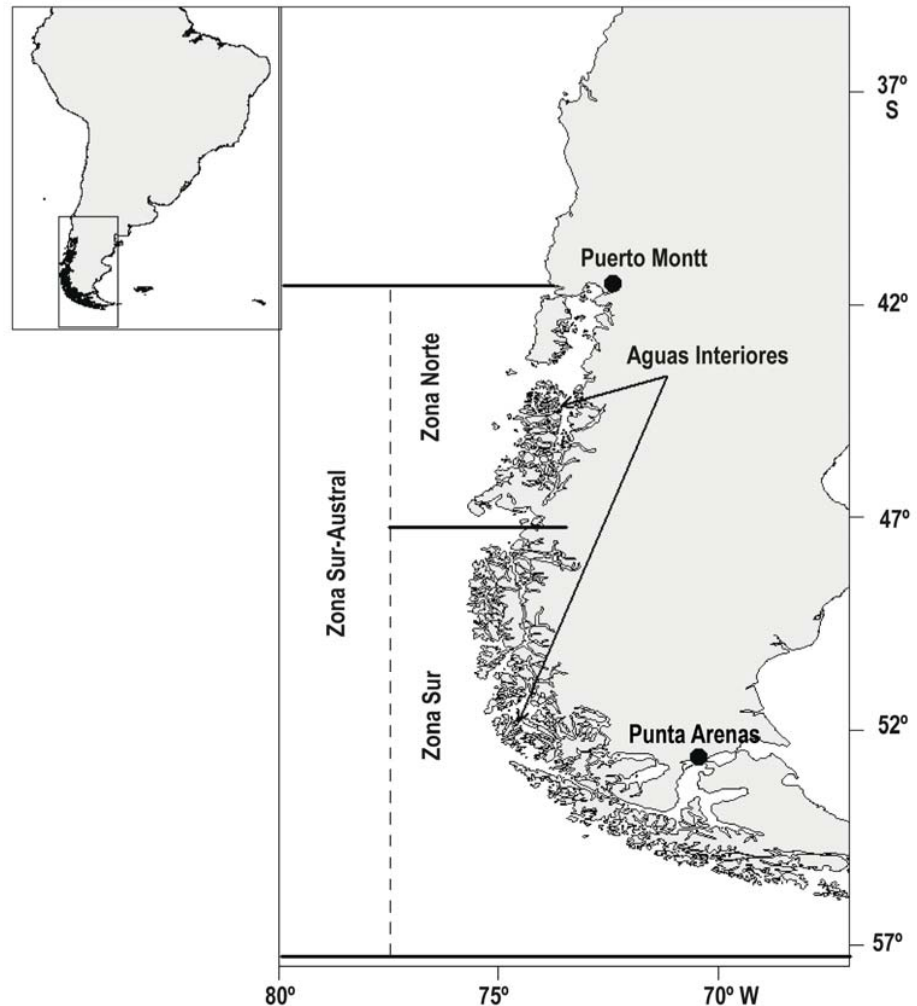 37º
S
Puerto Montt
42º
Aguas Interiores
Zona Norte
Zona Sur-Austral
47º
Zona Sur
52º
Punta Arenas
57º
80º
75º
70º W